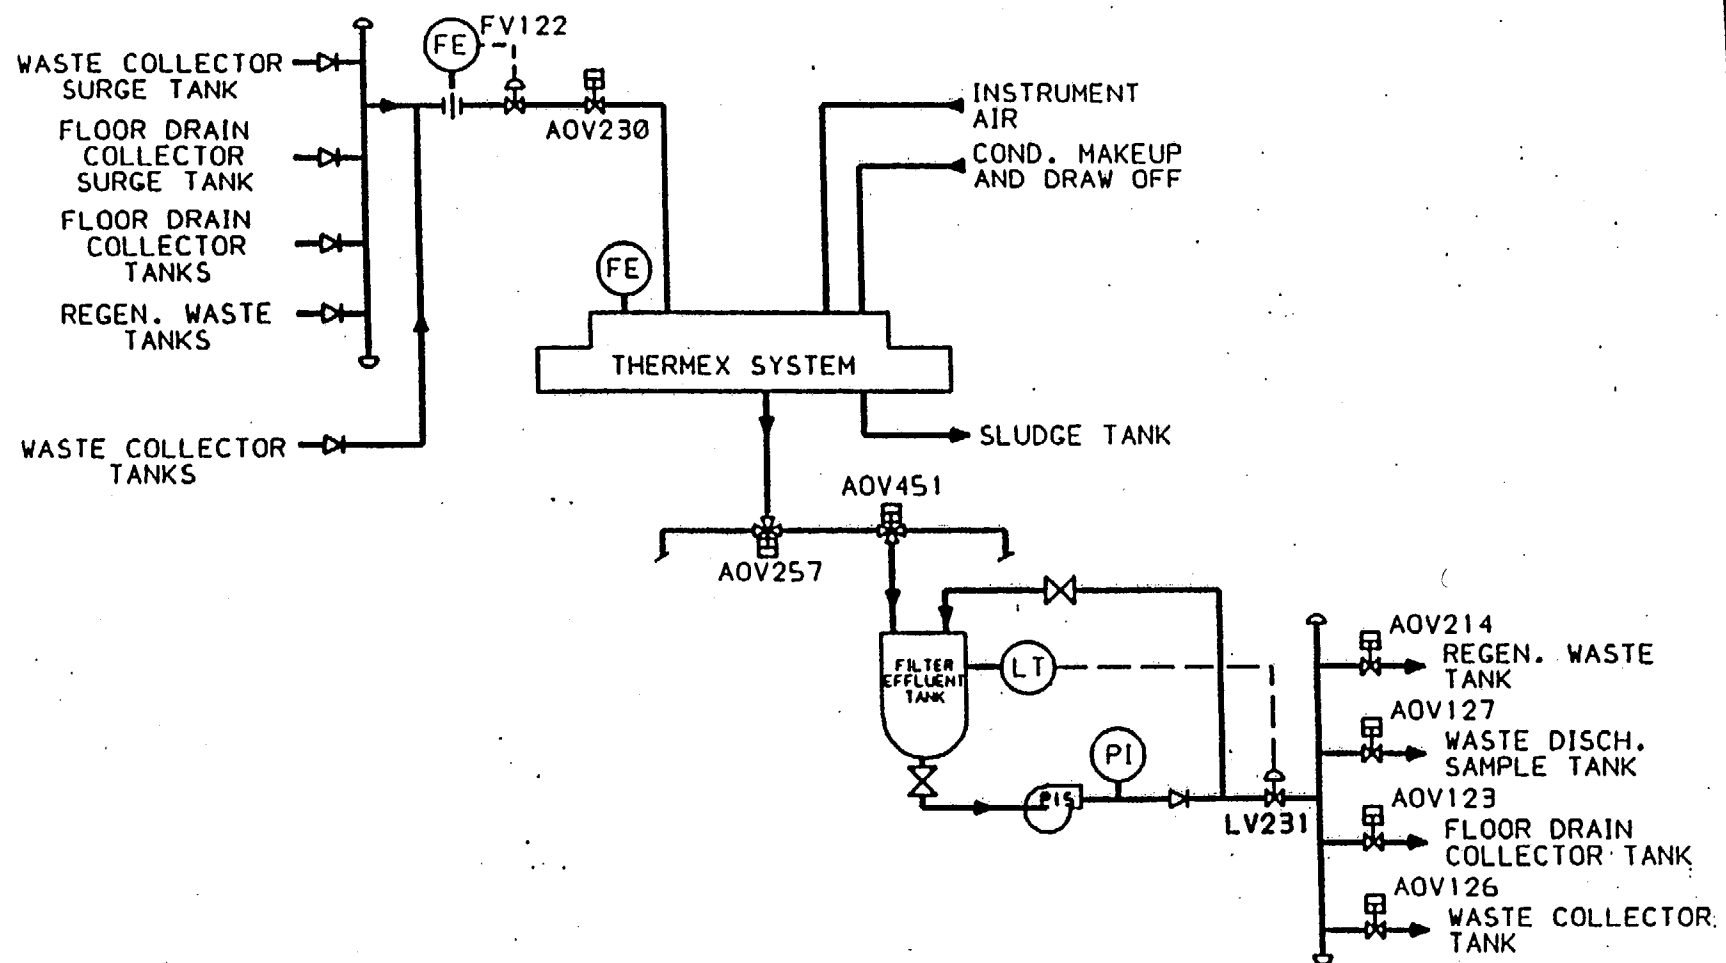 FE
FV122
WASTE COLLECTOR
SURGE TANK
AOV230
INSTRUMENT
AIR
FLOOR DRAIN
COLLECTOR
SURGE TANK
COND. MAKEUP
AND DRAW OFF
FLOOR DRAIN
COLLECTOR
TANKS
FE
REGEN. WASTE
TANKS
THERMEX SYSTEM
WASTE COLLECTOR
TANKS
SLUDGE TANK
AOV451
AOV257
FILTER
EFFLUENT
TANK
LT
AOV214
REGEN. WASTE
TANK
AOV127
WASTE DISCH.
SAMPLE TANK
PI
P15
LV231
AOV123
FLOOR DRAIN
COLLECTOR TANK
AOV126
WASTE COLLECTOR
TANK